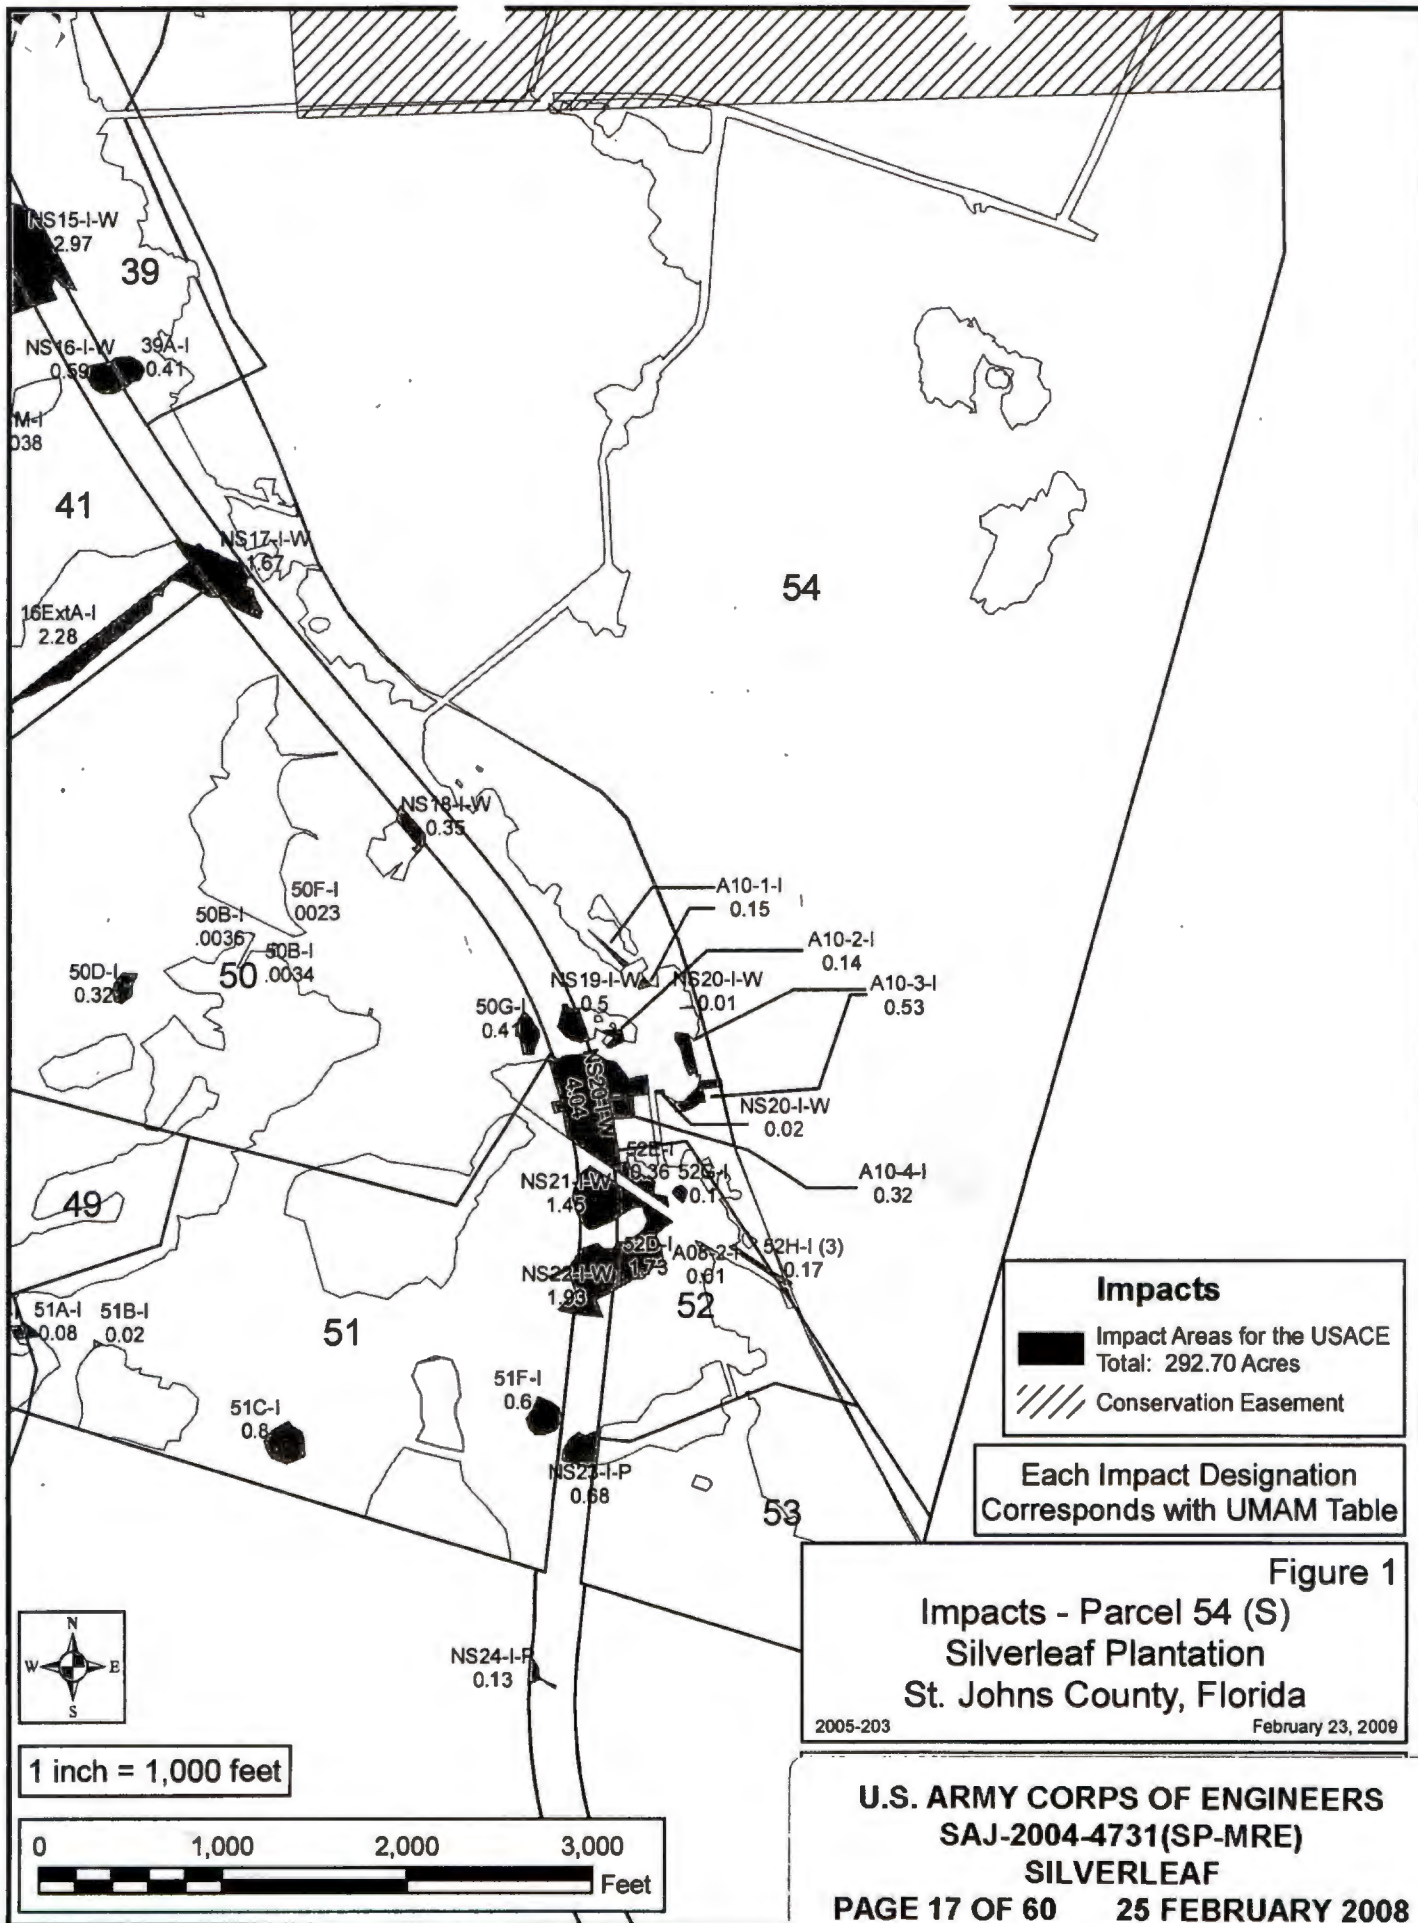 NS15-I-W
2.97
39
NS16-I-W
0.59
39A-I
0.41
M-I
038
41
NS17-I-W
1.67
54
16ExtA-I
2.28
NS18-I-W
0.35
50F-I
.0023
50B-I
.0036
50B-I
.0034
50
50D-I
0.32
A10-1-I
0.15
A10-2-I
0.14
A10-3-I
0.53
NS19-I-W
0.5
NS20-I-W
0.01
50G-I
0.41
NS20-I-W
4.04
NS20-I-W
0.02
A10-4-I
0.32
52E-I
0.36
52G-I
0.1
49
NS21-I-W
1.45
52D-I
1.73
A08-2-I
0.01
52H-I (3)
0.17
NS22-I-W
1.93
52
51A-I
0.08
51B-I
0.02
51
51F-I
0.6
51C-I
0.8
NS23-I-P
0.68
53
NS24-I-P
0.13
Impacts
Impact Areas for the USACE
Total: 292.70 Acres
Conservation Easement
Each Impact Designation
Corresponds with UMAM Table
Figure 1
Impacts - Parcel 54 (S)
Silverleaf Plantation
St. Johns County, Florida
2005-203
February 23, 2009
N
W
E
S
1 inch = 1,000 feet
0 1,000 2,000 3,000
Feet
U.S. ARMY CORPS OF ENGINEERS
SAJ-2004-4731(SP-MRE)
SILVERLEAF
PAGE 17 OF 60 25 FEBRUARY 2008